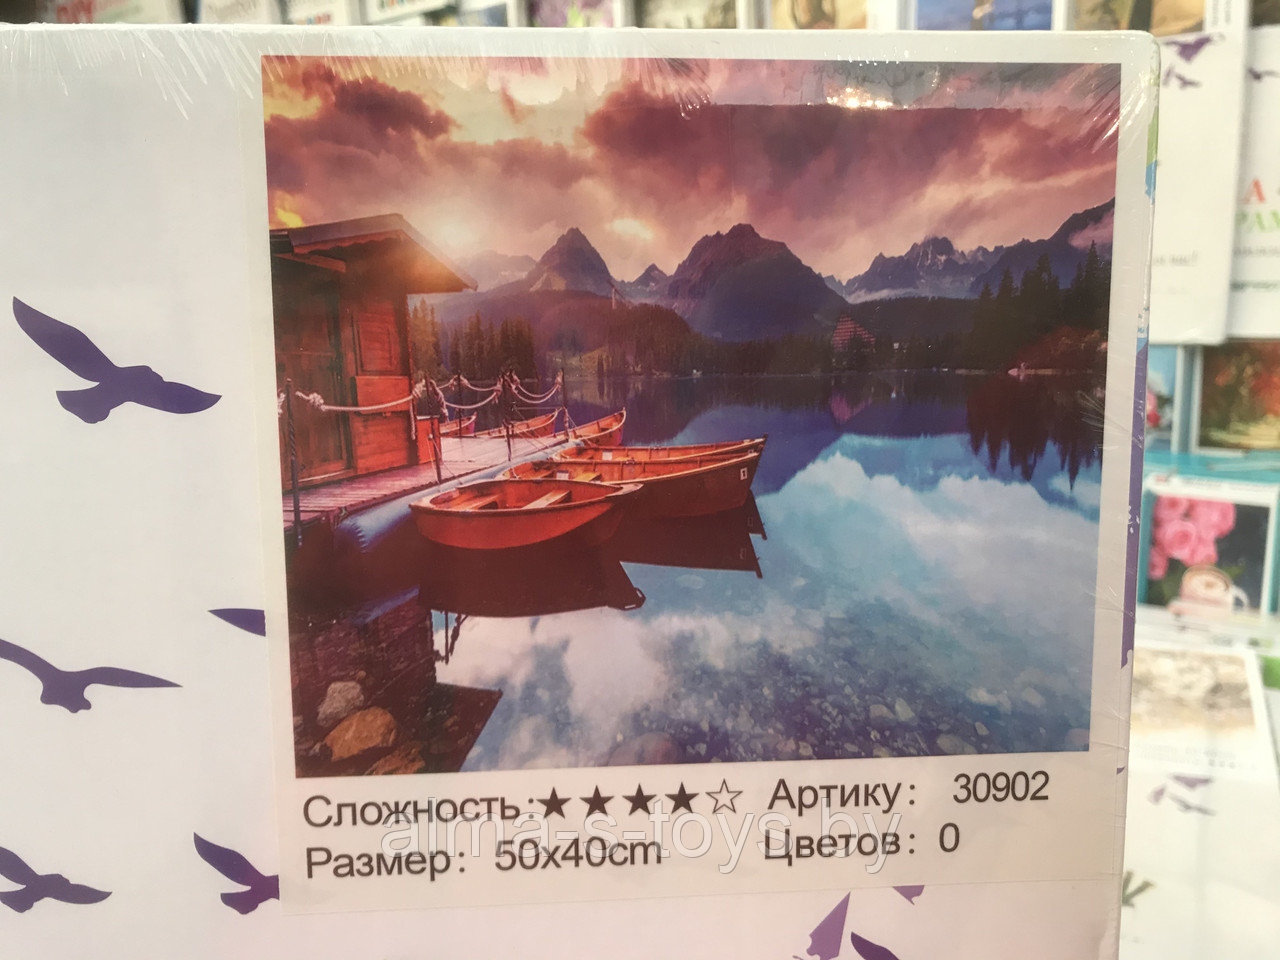 Сложность:★★★★☆ Артику: 30902
Размер: 50x40cm Цветов: 0
alma-s-toys.by